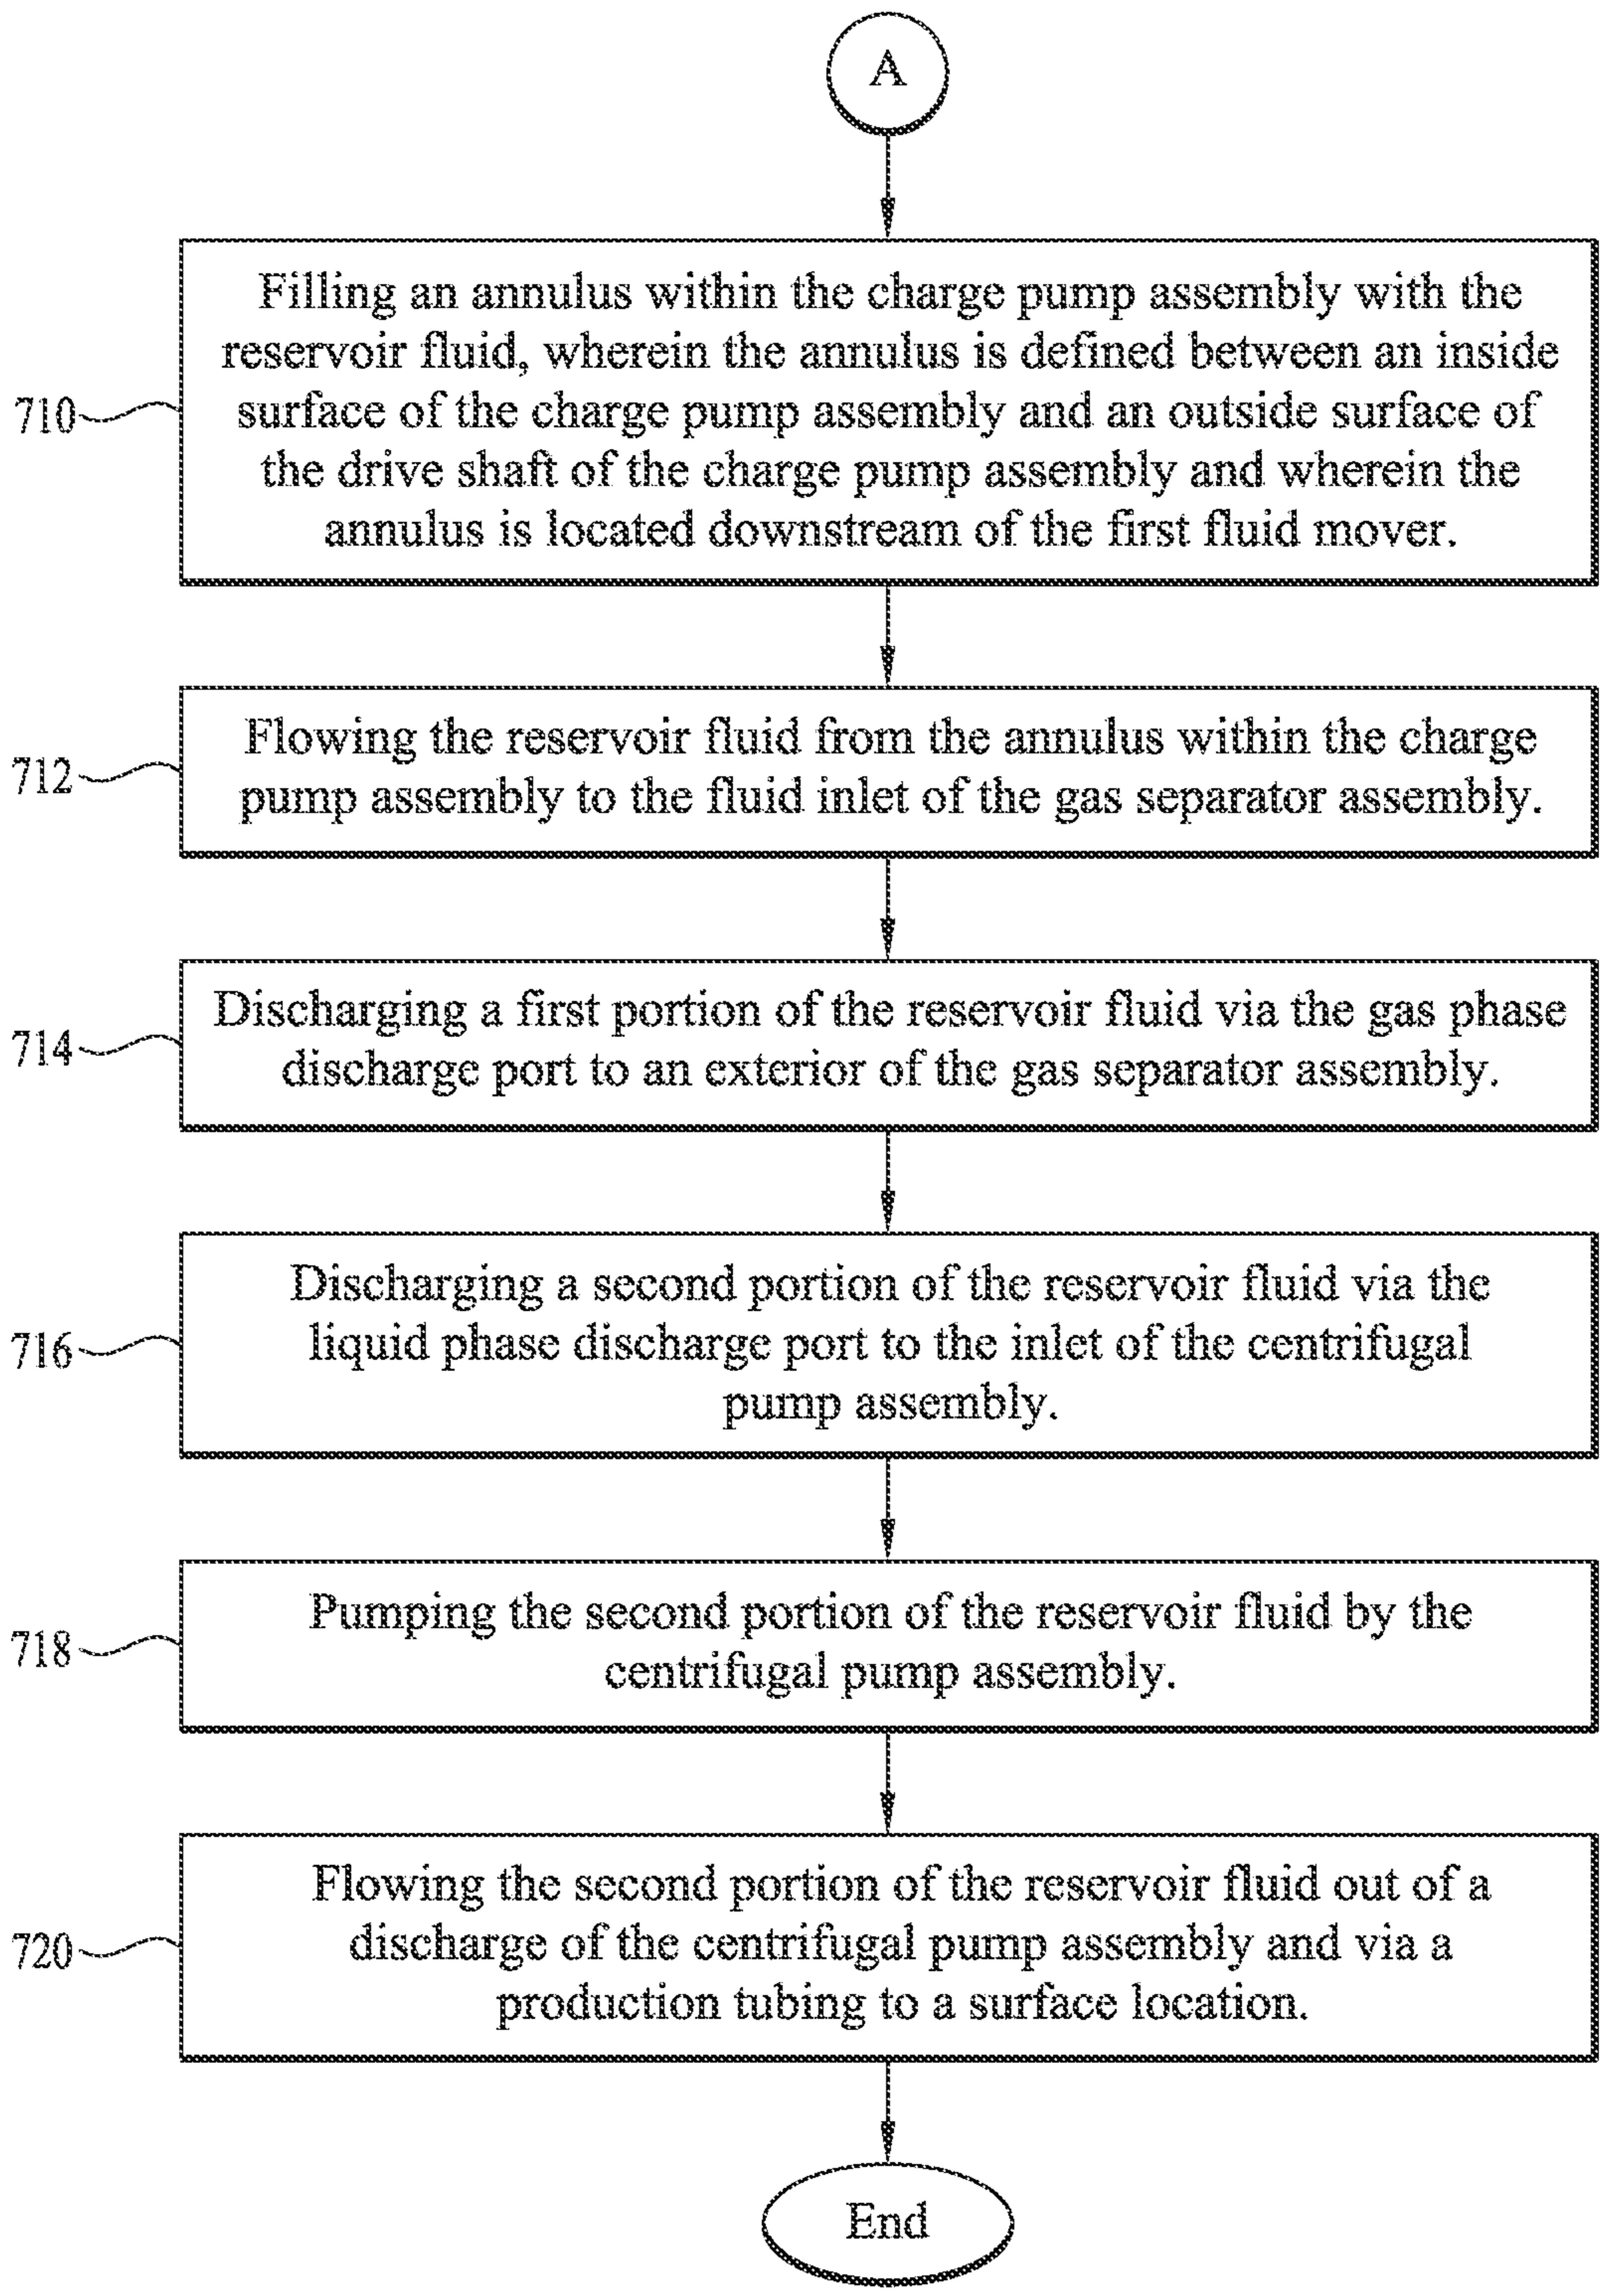 A
Filling an annulus within the charge pump assembly with the
reservoir fluid, wherein the annulus is defined between an inside
surface of the charge pump assembly and an outside surface of
the drive shaft of the charge pump assembly and wherein the
annulus is located downstream of the first fluid mover.
710
Flowing the reservoir fluid from the annulus within the charge
pump assembly to the fluid inlet of the gas separator assembly.
712
Discharging a first portion of the reservoir fluid via the gas phase
discharge port to an exterior of the gas separator assembly.
714
Discharging a second portion of the reservoir fluid via the
liquid phase discharge port to the inlet of the centrifugal
pump assembly.
716
Pumping the second portion of the reservoir fluid by the
centrifugal pump assembly.
718
Flowing the second portion of the reservoir fluid out of a
discharge of the centrifugal pump assembly and via a
production tubing to a surface location.
720
End